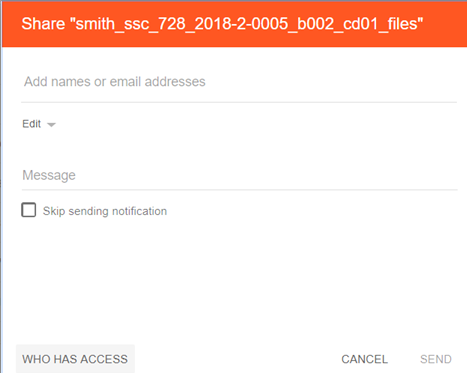 Share "smith_ssc_728_2018-2-0005_b002_cd01_files"
Add names or email addresses
Edit
Message
Skip sending notification
WHO HAS ACCESS CANCEL SEND